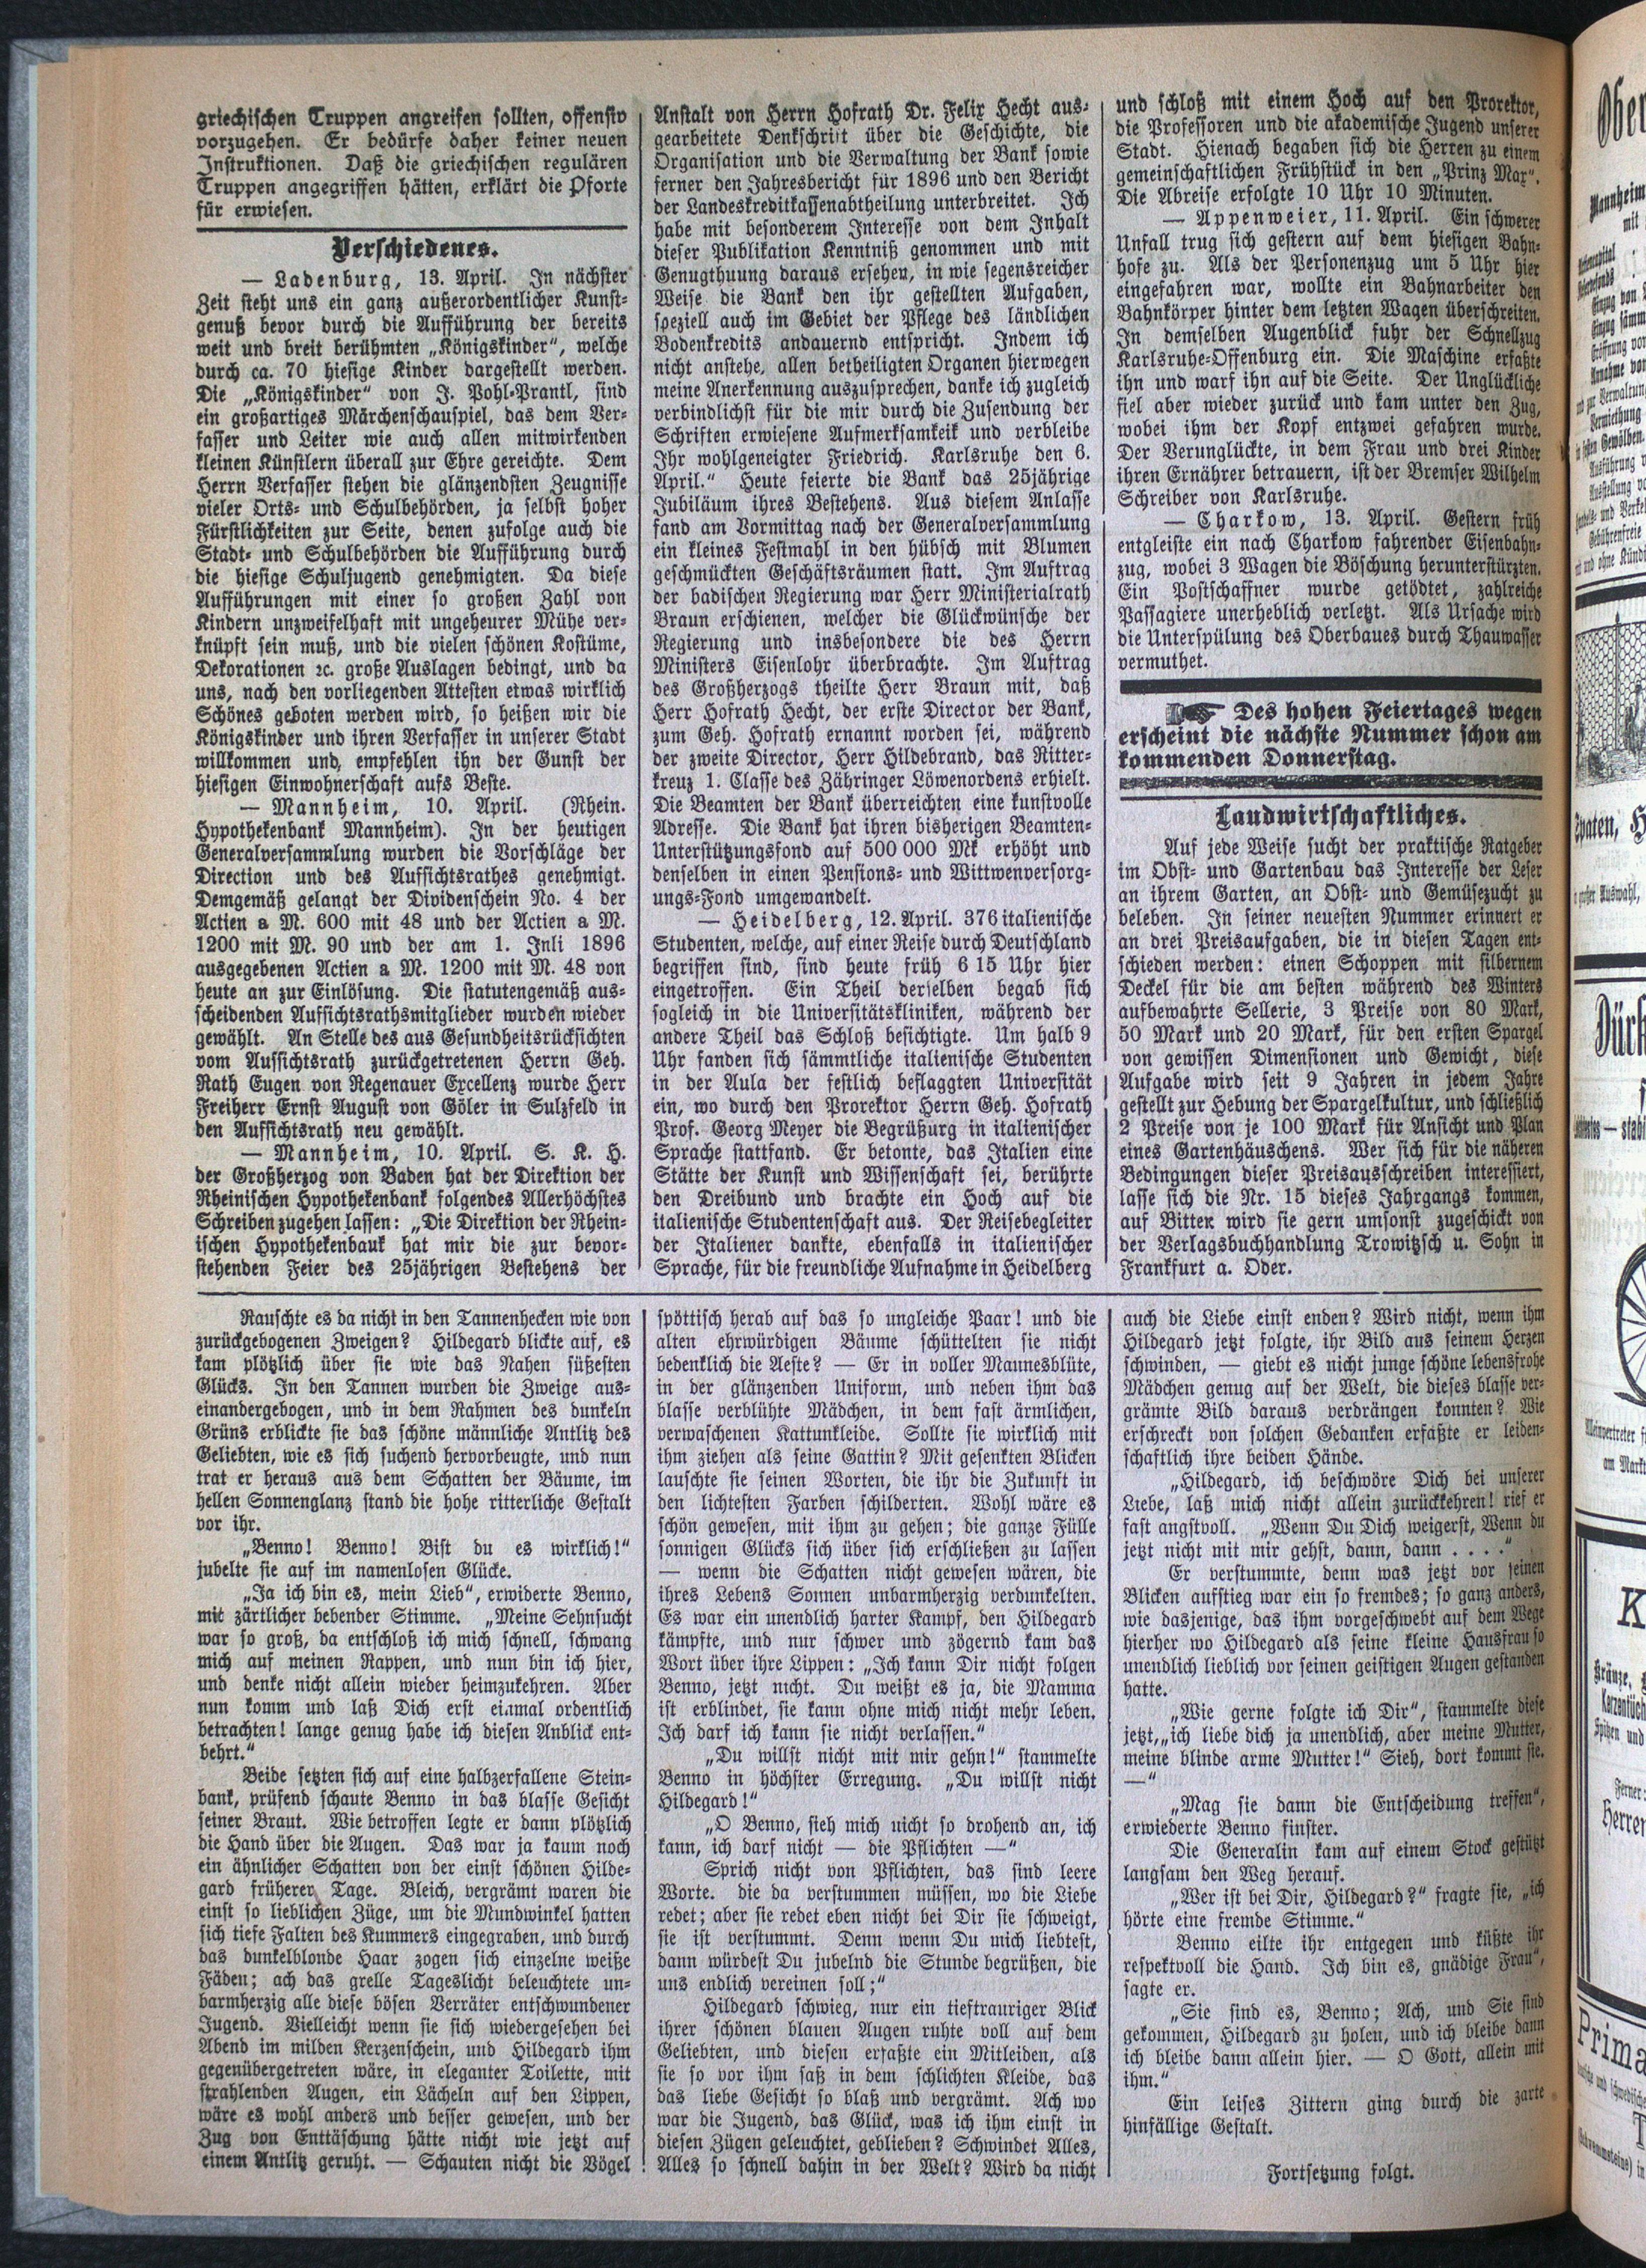 griechischen Truppen angreifen sollten, offensiv
vorzugehen. Er bedürfe daher keiner neuen
Instruktionen. Daß die griechischen regulären
Truppen angegriffen hätten, erklärt die Pforte
für erwiesen.
Verschiedenes.
— Ladenburg, 13. April. In nächster
Zeit steht uns ein ganz außerordentlicher Kunst-
genuß bevor durch die Aufführung der bereits
weit und breit berühmten „Königskinder“, welche
durch ca. 70 hiesige Kinder dargestellt werden.
Die „Königskinder“ von J. Pohl-Prantl, sind
ein großartiges Märchenschauspiel, das dem Ver-
fasser und Leiter wie auch allen mitwirkenden
kleinen Künstlern überall zur Ehre gereichte. Dem
Herrn Verfasser stehen die glänzendsten Zeugnisse
vieler Orts- und Schulbehörden, ja selbst hoher
Fürstlichkeiten zur Seite, denen zufolge auch die
Stadt- und Schulbehörden die Aufführung durch
die hiesige Schuljugend genehmigten. Da diese
Aufführungen mit einer so großen Zahl von
Kindern unzweifelhaft mit ungeheurer Mühe ver-
knüpft sein muß, und die vielen schönen Kostüme,
Dekorationen ꝛc. große Auslagen bedingt, und da
uns, nach den vorliegenden Attesten etwas wirklich
Schönes geboten werden wird, so heißen wir die
Königskinder und ihren Verfasser in unserer Stadt
willkommen und empfehlen ihn der Gunst der
hiesigen Einwohnerschaft aufs Beste.
— Mannheim, 10. April. (Rhein.
Hypothekenbank Mannheim). In der heutigen
Generalversammlung wurden die Vorschläge der
Direction und des Aufsichtsrathes genehmigt.
Demgemäß gelangt der Dividenschein No. 4 der
Actien a M. 600 mit 48 und der Actien a M.
1200 mit M. 90 und der am 1. Juli 1896
ausgegebenen Actien a M. 1200 mit M. 48 von
heute an zur Einlösung. Die statutengemäß aus-
scheidenden Aufsichtsrathsmitglieder wurden wieder
gewählt. An Stelle des aus Gesundheitsrücksichten
vom Aufsichtsrath zurückgetretenen Herrn Geh.
Rath Eugen von Regenauer Excellenz wurde Herr
Freiherr Ernst August von Göler in Sulzfeld in
den Aufsichtsrath neu gewählt.
— Mannheim, 10. April. S. K. H.
der Großherzog von Baden hat der Direktion der
Rheinischen Hypothekenbank folgendes Allerhöchstes
Schreiben zugehen lassen: „Die Direktion der Rhein-
ischen Hypothekenbauk hat mir die zur bevor-
stehenden Feier des 25jährigen Bestehens der
Anstalt von Herrn Hofrath Dr. Felix Hecht aus-
gearbeitete Denkschrift über die Geschichte, die
Organisation und die Verwaltung der Bank sowie
ferner den Jahresbericht für 1896 und den Bericht
der Landeskreditkassenabtheilung unterbreitet. Ich
habe mit besonderem Interesse von dem Inhalt
dieser Publikation Kenntniß genommen und mit
Genugthuung daraus ersehen, in wie segensreicher
Weise die Bank den ihr gestellten Aufgaben,
speziell auch im Gebiet der Pflege des ländlichen
Bodenkredits andauernd entspricht. Indem ich
nicht anstehe, allen betheiligten Organen hierwegen
meine Anerkennung auszusprechen, danke ich zugleich
verbindlichst für die mir durch die Zusendung der
Schriften erwiesene Aufmerksamkeit und verbleibe
Ihr wohlgeneigter Friedrich. Karlsruhe den 6.
April.“ Heute feierte die Bank das 25jährige
Jubiläum ihres Bestehens. Aus diesem Anlasse
fand am Vormittag nach der Generalversammlung
ein kleines Festmahl in den hübsch mit Blumen
geschmückten Geschäftsräumen statt. Im Auftrag
der badischen Regierung war Herr Ministerialrath
Braun erschienen, welcher die Glückwünsche der
Regierung und insbesondere die des Herrn
Ministers Eisenlohr überbrachte. Im Auftrag
des Großherzogs theilte Herr Braun mit, daß
Herr Hofrath Hecht, der erste Director der Bank,
zum Geh. Hofrath ernannt worden sei, während
der zweite Director, Herr Hildebrand, das Ritter-
kreuz 1. Classe des Zähringer Löwenordens erhielt.
Die Beamten der Bank überreichten eine kunstvolle
Adresse. Die Bank hat ihren bisherigen Beamten-
Unterstützungsfond auf 500 000 Mk erhöht und
denselben in einen Pensions- und Wittwenversorg-
ungs-Fond umgewandelt.
— Heidelberg, 12. April. 376 italienische
Studenten, welche, auf einer Reise durch Deutschland
begriffen sind, sind heute früh 6 15 Uhr hier
eingetroffen. Ein Theil derselben begab sich
sogleich in die Universitätskliniken, während der
andere Theil das Schloß besichtigte. Um halb 9
Uhr fanden sich sämmtliche italienische Studenten
in der Aula der festlich beflaggten Universität
ein, wo durch den Prorektor Herrn Geh. Hofrath
Prof. Georg Meyer die Begrüßurg in italienischer
Sprache stattfand. Er betonte, das Italien eine
Stätte der Kunst und Wissenschaft sei, berührte
den Dreibund und brachte ein Hoch auf die
italienische Studentenschaft aus. Der Reisebegleiter
der Italiener dankte, ebenfalls in italienischer
Sprache, für die freundliche Aufnahme in Heidelberg
und schloß mit einem Hoch auf den Prorektor,
die Professoren und die akademische Jugend unserer
Stadt. Hienach begaben sich die Herren zu einem
gemeinschaftlichen Frühstück in den „Prinz Max“.
Die Abreise erfolgte 10 Uhr 10 Minuten.
— Appenweier, 11. April. Ein schwerer
Unfall trug sich gestern auf dem hiesigen Bahn-
hofe zu. Als der Personenzug um 5 Uhr hier
eingefahren war, wollte ein Bahnarbeiter den
Bahnkörper hinter dem letzten Wagen überschreiten.
In demselben Augenblick fuhr der Schnellzug
Karlsruhe-Offenburg ein. Die Maschine erfaßte
ihn und warf ihn auf die Seite. Der Unglückliche
fiel aber wieder zurück und kam unter den Zug,
wobei ihm der Kopf entzwei gefahren wurde.
Der Verunglückte, in dem Frau und drei Kinder
ihren Ernährer betrauern, ist der Bremser Wilhelm
Schreiber von Karlsruhe.
— Charkow, 13. April. Gestern früh
entgleiste ein nach Charkow fahrender Eisenbahn-
zug, wobei 3 Wagen die Böschung herunterstürzten.
Ein Postschaffner wurde getödtet, zahlreiche
Passagiere unerheblich verletzt. Als Ursache wird
die Unterspülung des Oberbaues durch Thauwasser
vermuthet.
Des hohen Feiertages wegen
erscheint die nächste Nummer schon am
kommenden Donnerstag.
Landwirtschaftliches.
Auf jede Weise sucht der praktische Ratgeber
im Obst- und Gartenbau das Interesse der Leser
an ihrem Garten, an Obst- und Gemüsezucht zu
beleben. In seiner neuesten Nummer erinnert er
an drei Preisaufgaben, die in diesen Tagen ent-
schieden werden: einen Schoppen mit silbernem
Deckel für die am besten während des Winters
aufbewahrte Sellerie, 3 Preise von 80 Mark,
50 Mark und 20 Mark, für den ersten Spargel
von gewissen Dimensionen und Gewicht, diese
Aufgabe wird seit 9 Jahren in jedem Jahre
gestellt zur Hebung der Spargelkultur, und schließlich
2 Preise von je 100 Mark für Ansicht und Plan
eines Gartenhäuschens. Wer sich für die näheren
Bedingungen dieser Preisausschreiben interessiert,
lasse sich die Nr. 15 dieses Jahrgangs kommen,
auf Bitten wird sie gern umsonst zugeschickt von
der Verlagsbuchhandlung Trowitzsch u. Sohn in
Frankfurt a. Oder.
Rauschte es da nicht in den Tannenhecken wie von
zurückgebogenen Zweigen? Hildegard blickte auf, es
kam plötzlich über sie wie das Nahen süßesten
Glücks. In den Tannen wurden die Zweige aus-
einandergebogen, und in dem Rahmen des dunkeln
Grüns erblickte sie das schöne männliche Antlitz des
Geliebten, wie es sich suchend hervorbeugte, und nun
trat er heraus aus dem Schatten der Bäume, im
hellen Sonnenglanz stand die hohe ritterliche Gestalt
vor ihr.
„Benno! Benno! Bist du es wirklich!“
jubelte sie auf im namenlosen Glücke.
„Ja ich bin es, mein Lieb“, erwiderte Benno,
mit zärtlicher bebender Stimme. „Meine Sehnsucht
war so groß, da entschloß ich mich schnell, schwang
mich auf meinen Rappen, und nun bin ich hier,
und denke nicht allein wieder heimzukehren. Aber
nun komm und laß Dich erst einmal ordentlich
betrachten! lange genug habe ich diesen Anblick ent-
behrt.“
Beide setzten sich auf eine halbzerfallene Stein-
bank, prüfend schaute Benno in das blasse Gesicht
seiner Braut. Wie betroffen legte er dann plötzlich
die Hand über die Augen. Das war ja kaum noch
ein ähnlicher Schatten von der einst schönen Hilde-
gard früherer Tage. Bleich, vergrämt waren die
einst so lieblichen Züge, um die Mundwinkel hatten
sich tiefe Falten des Kummers eingegraben, und durch
das dunkelblonde Haar zogen sich einzelne weiße
Fäden; ach das grelle Tageslicht beleuchtete un-
barmherzig alle diese bösen Verräter entschwundener
Jugend. Vielleicht wenn sie sich wiedergesehen bei
Abend im milden Kerzenschein, und Hildegard ihm
gegenübergetreten wäre, in eleganter Toilette, mit
strahlenden Augen, ein Lächeln auf den Lippen,
wäre es wohl anders und besser gewesen, und der
Zug von Enttäschung hätte nicht wie jetzt auf
einem Antlitz geruht. — Schauten nicht die Vögel
spöttisch herab auf das so ungleiche Paar! und die
alten ehrwürdigen Bäume schüttelten sie nicht
bedenklich die Aeste? — Er in voller Mannesblüte,
in der glänzenden Uniform, und neben ihm das
blasse verblühte Mädchen, in dem fast ärmlichen,
verwaschenen Kattunkleide. Sollte sie wirklich mit
ihm ziehen als seine Gattin? Mit gesenkten Blicken
lauschte sie seinen Worten, die ihr die Zukunft in
den lichtesten Farben schilderten. Wohl wäre es
schön gewesen, mit ihm zu gehen; die ganze Fülle
sonnigen Glücks sich über sich erschließen zu lassen
— wenn die Schatten nicht gewesen wären, die
ihres Lebens Sonnen unbarmherzig verdunkelten.
Es war ein unendlich harter Kampf, den Hildegard
kämpfte, und nur schwer und zögernd kam das
Wort über ihre Lippen: „Ich kann Dir nicht folgen
Benno, jetzt nicht. Du weißt es ja, die Mamma
ist erblindet, sie kann ohne mich nicht mehr leben.
Ich darf ich kann sie nicht verlassen.“
„Du willst nicht mit mir gehn!“ stammelte
Benno in höchster Erregung. „Du willst nicht
Hildegard!“
„O Benno, sieh mich nicht so drohend an, ich
kann, ich darf nicht — die Pflichten —“
Sprich nicht von Pflichten, das sind leere
Worte. die da verstummen müssen, wo die Liebe
redet; aber sie redet eben nicht bei Dir sie schweigt,
sie ist verstummt. Denn wenn Du mich liebtest,
dann würdest Du jubelnd die Stunde begrüßen, die
uns endlich vereinen soll;“
Hildegard schwieg, nur ein tieftrauriger Blick
ihrer schönen blauen Augen ruhte voll auf dem
Geliebten, und diesen erfaßte ein Mitleiden, als
sie so vor ihm saß in dem schlichten Kleide, das
das liebe Gesicht so blaß und vergrämt. Ach wo
war die Jugend, das Glück, was ich ihm einst in
diesen Zügen geleuchtet, geblieben? Schwindet Alles,
Alles so schnell dahin in der Welt? Wird da nicht
auch die Liebe einst enden? Wird nicht, wenn ihm
Hildegard jetzt folgte, ihr Bild aus seinem Herzen
schwinden, — giebt es nicht junge schöne lebensfrohe
Mädchen genug auf der Welt, die dieses blasse ver-
grämte Bild daraus verdrängen konnten? Wie
erschreckt von solchen Gedanken erfaßte er leiden-
schaftlich ihre beiden Hände.
„Hildegard, ich beschwöre Dich bei unserer
Liebe, laß mich nicht allein zurückkehren! rief er
fast angstvoll. „Wenn Du Dich weigerst, Wenn du
jetzt nicht mit mir gehst, dann, dann . . . .“
Er verstummte, denn was jetzt vor seinen
Blicken aufstieg war ein so fremdes; so ganz anders,
wie dasjenige, das ihm vorgeschwebt auf dem Wege
hierher wo Hildegard als seine kleine Hausfrau so
unendlich lieblich vor seinen geistigen Augen gestanden
hatte.
„Wie gerne folgte ich Dir“, stammelte diese
jetzt, „ich liebe dich ja unendlich, aber meine Mutter,
meine blinde arme Mutter!“ Sieh, dort kommt sie.
—“
„Mag sie dann die Entscheidung treffen“,
erwiederte Benno finster.
Die Generalin kam auf einem Stock gestützt
langsam den Weg herauf.
„Wer ist bei Dir, Hildegard?“ fragte sie, „ich
hörte eine fremde Stimme.“
Benno eilte ihr entgegen und küßte ihr
respektvoll die Hand. Ich bin es, gnädige Frau“,
sagte er.
„Sie sind es, Benno; Ach, und Sie sind
gekommen, Hildegard zu holen, und ich bleibe dann
ich bleibe dann allein hier. — O Gott, allein mit
ihm.“
Ein leises Zittern ging durch die zarte
hinfällige Gestalt.
Fortsetzung folgt.
Mannheim
mit
am Markt
K
Ferner:
Prima